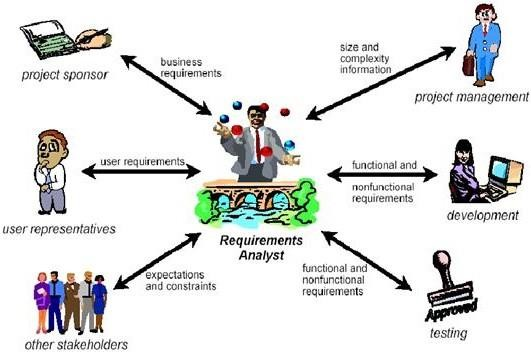 project sponsor
business
requirements
size and
complexity
information
project management
user requirements
functional and
nonfunctional
requirements
user representatives
development
Requirements
Analyst
expectations
and constraints
functional and
nonfunctional
requirements
Approved
other stakeholders
testing